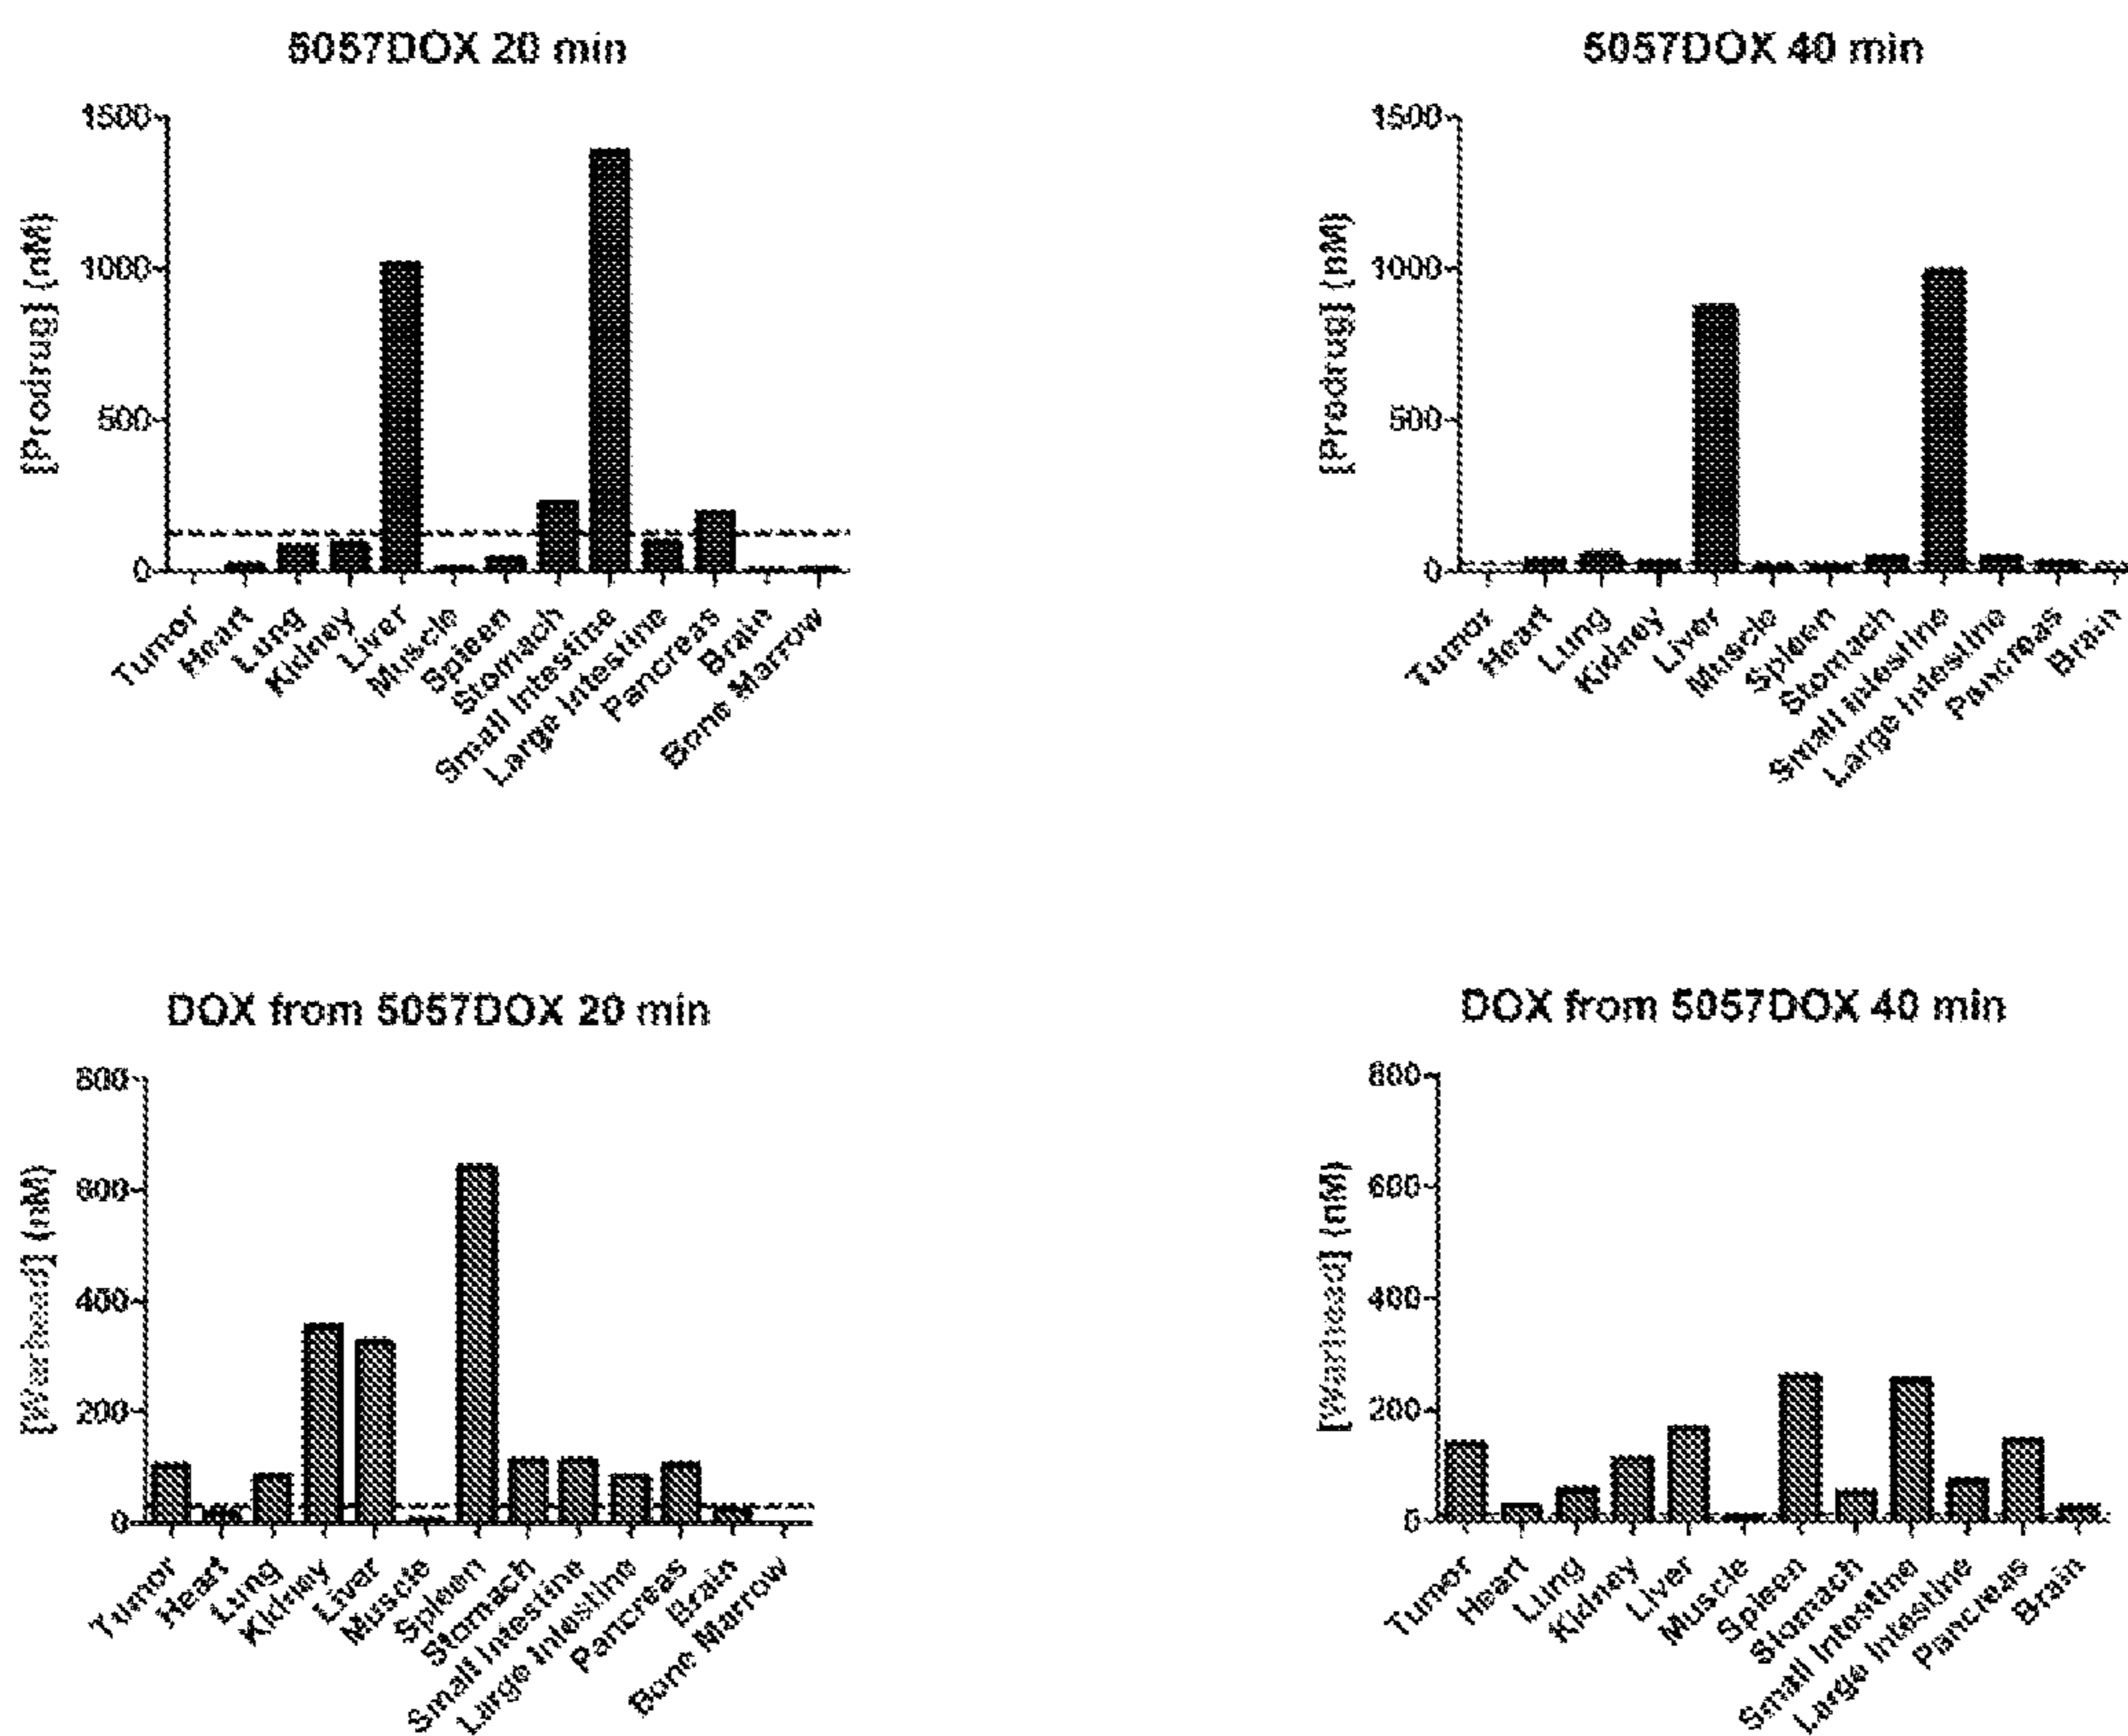 5057DOX 20 min
[Prodrug] (nM)
1500
1000
500
0
Tumor
Heart
Lung
Kidney
Liver
Muscle
Spleen
Stomach
Small Intestine
Large Intestine
Pancreas
Brain
Bone Marrow
5057DOX 40 min
[Prodrug] (nM)
1500
1000
500
0
Tumor
Heart
Lung
Kidney
Liver
Muscle
Spleen
Stomach
Small Intestine
Large Intestine
Pancreas
Brain
DOX from 5057DOX 20 min
[Warhead] (nM)
800
600
400
200
0
Tumor
Heart
Lung
Kidney
Liver
Muscle
Spleen
Stomach
Small Intestine
Large Intestine
Pancreas
Brain
Bone Marrow
DOX from 5057DOX 40 min
[Warhead] (nM)
800
600
400
200
0
Tumor
Heart
Lung
Kidney
Liver
Muscle
Spleen
Stomach
Small Intestine
Large Intestine
Pancreas
Brain